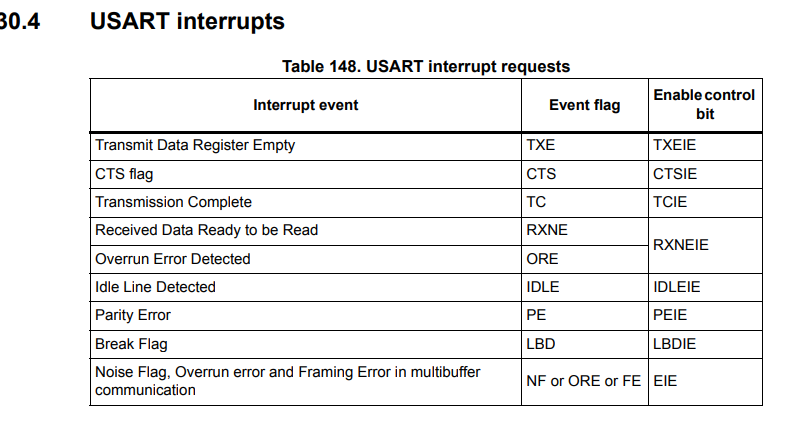 30.4 USART interrupts
Table 148. USART interrupt requests
Interrupt event Event flag Enable control
bit
Transmit Data Register Empty TXE TXEIE
CTS flag CTS CTSIE
Transmission Complete TC TCIE
Received Data Ready to be Read RXNE RXNEIE
Overrun Error Detected ORE
Idle Line Detected IDLE IDLEIE
Parity Error PE PEIE
Break Flag LBD LBDIE
Noise Flag, Overrun error and Framing Error in multibuffer
communication NF or ORE or FE EIE